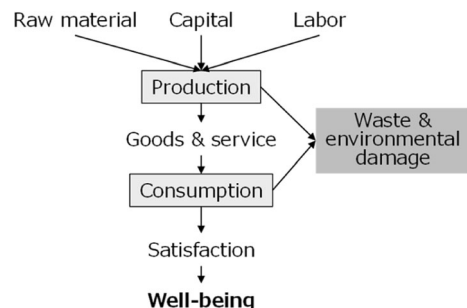 Raw material Capital Labor
Production
Goods & service
Waste &
environmental
damage
Consumption
Satisfaction
Well-being